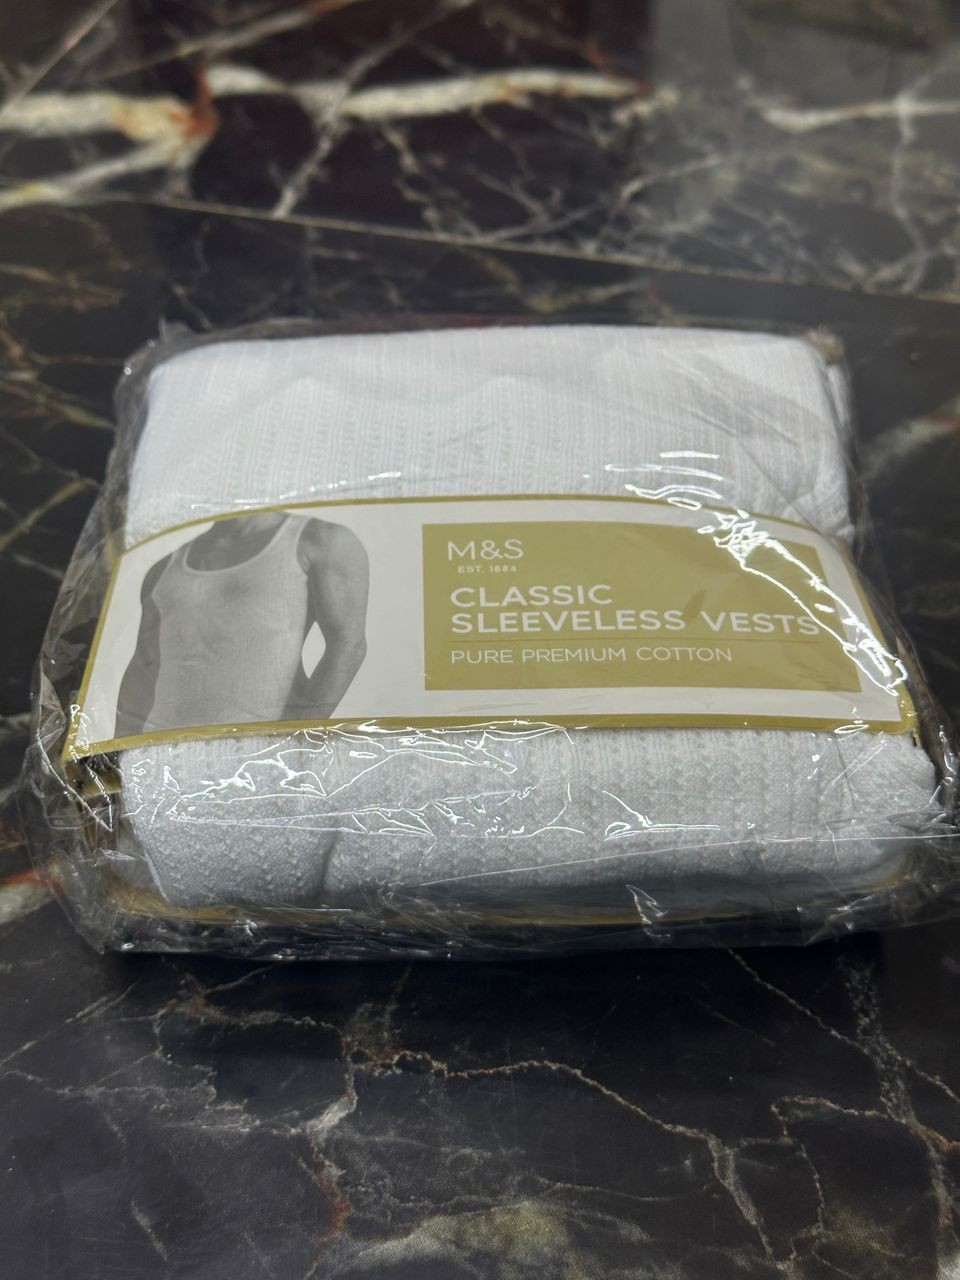 M&S
EST. 1884
CLASSIC
SLEEVELESS VESTS
PURE PREMIUM COTTON